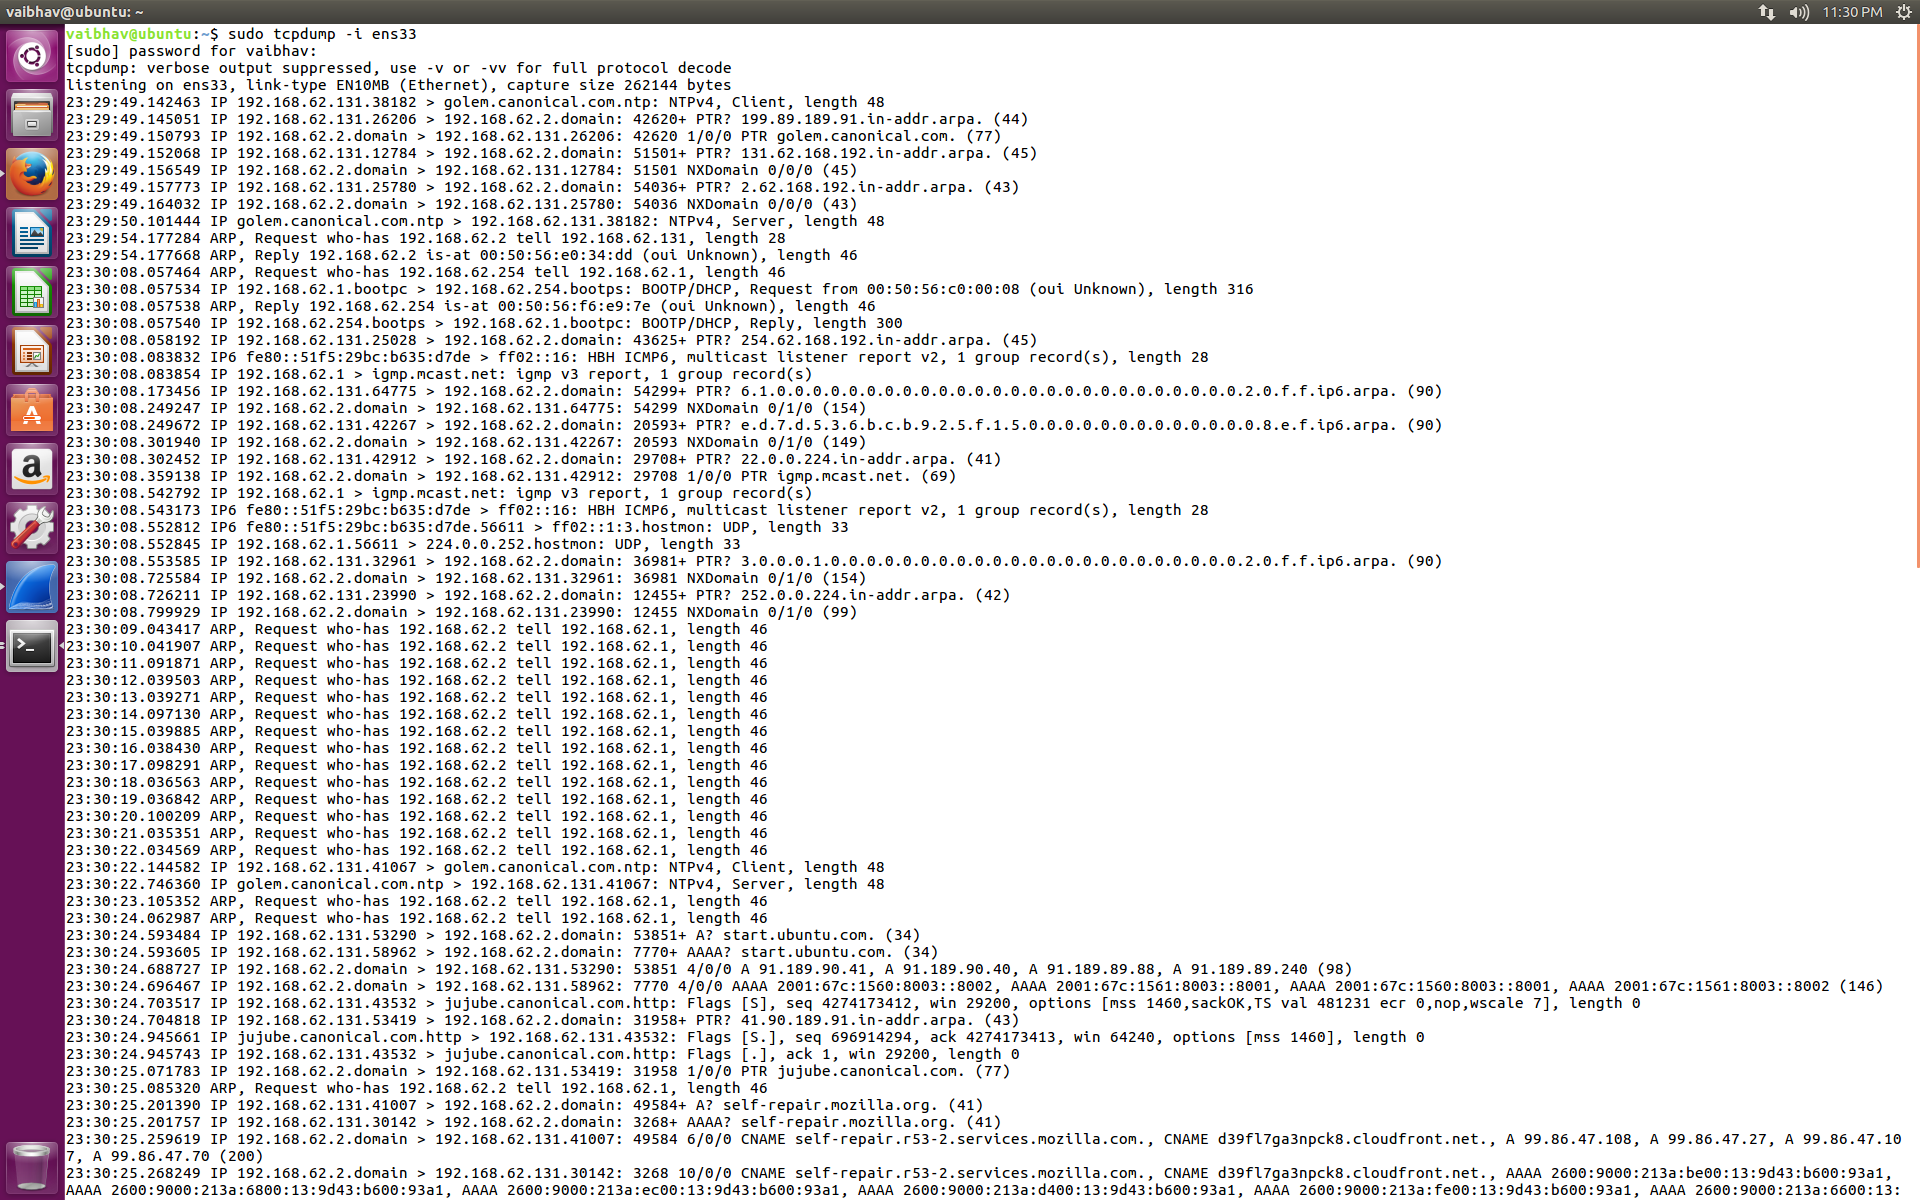 vaibhav@ubuntu: ~
11:30 PM
vaibhav@ubuntu:~$ sudo tcpdump -i ens33
[sudo] password for vaibhav:
tcpdump: verbose output suppressed, use -v or -vv for full protocol decode
listening on ens33, link-type EN10MB (Ethernet), capture size 262144 bytes
23:29:49.142463 IP 192.168.62.131.38182 > golem.canonical.com.ntp: NTPv4, Client, length 48
23:29:49.145051 IP 192.168.62.131.26206 > 192.168.62.2.domain: 42620+ PTR? 199.89.189.91.in-addr.arpa. (44)
23:29:49.150793 IP 192.168.62.2.domain > 192.168.62.131.26206: 42620 1/0/0 PTR golem.canonical.com. (77)
23:29:49.152068 IP 192.168.62.131.12784 > 192.168.62.2.domain: 51501+ PTR? 131.62.168.192.in-addr.arpa. (45)
23:29:49.156549 IP 192.168.62.2.domain > 192.168.62.131.12784: 51501 NXDomain 0/0/0 (45)
23:29:49.157773 IP 192.168.62.131.25780 > 192.168.62.2.domain: 54036+ PTR? 2.62.168.192.in-addr.arpa. (43)
23:29:49.164032 IP 192.168.62.2.domain > 192.168.62.131.25780: 54036 NXDomain 0/0/0 (43)
23:29:50.101444 IP golem.canonical.com.ntp > 192.168.62.131.38182: NTPv4, Server, length 48
23:29:54.177284 ARP, Request who-has 192.168.62.2 tell 192.168.62.131, length 28
23:29:54.177668 ARP, Reply 192.168.62.2 is-at 00:50:56:e0:34:dd (oui Unknown), length 46
23:30:08.057464 ARP, Request who-has 192.168.62.254 tell 192.168.62.1, length 46
23:30:08.057534 IP 192.168.62.1.bootpc > 192.168.62.254.bootps: BOOTP/DHCP, Request from 00:50:56:c0:00:08 (oui Unknown), length 316
23:30:08.057538 ARP, Reply 192.168.62.254 is-at 00:50:56:f6:e9:7e (oui Unknown), length 46
23:30:08.057540 IP 192.168.62.254.bootps > 192.168.62.1.bootpc: BOOTP/DHCP, Reply, length 300
23:30:08.058192 IP 192.168.62.131.25028 > 192.168.62.2.domain: 43625+ PTR? 254.62.168.192.in-addr.arpa. (45)
23:30:08.083832 IP6 fe80::51f5:29bc:b635:d7de > ff02::16: HBH ICMP6, multicast listener report v2, 1 group record(s), length 28
23:30:08.083854 IP 192.168.62.1 > igmp.mcast.net: igmp v3 report, 1 group record(s)
23:30:08.173456 IP 192.168.62.131.64775 > 192.168.62.2.domain: 54299+ PTR? 6.1.0.0.0.0.0.0.0.0.0.0.0.0.0.0.0.0.0.0.0.0.0.0.0.0.0.0.2.0.f.f.ip6.arpa. (90)
23:30:08.249247 IP 192.168.62.2.domain > 192.168.62.131.64775: 54299 NXDomain 0/1/0 (154)
23:30:08.249672 IP 192.168.62.131.42267 > 192.168.62.2.domain: 20593+ PTR? e.d.7.d.5.3.6.b.c.b.9.2.5.f.1.5.0.0.0.0.0.0.0.0.0.0.0.0.0.8.e.f.ip6.arpa. (90)
23:30:08.301940 IP 192.168.62.2.domain > 192.168.62.131.42267: 20593 NXDomain 0/1/0 (149)
23:30:08.302452 IP 192.168.62.131.42912 > 192.168.62.2.domain: 29708+ PTR? 22.0.0.224.in-addr.arpa. (41)
23:30:08.359138 IP 192.168.62.2.domain > 192.168.62.131.42912: 29708 1/0/0 PTR igmp.mcast.net. (69)
23:30:08.542792 IP 192.168.62.1 > igmp.mcast.net: igmp v3 report, 1 group record(s)
23:30:08.543173 IP6 fe80::51f5:29bc:b635:d7de > ff02::16: HBH ICMP6, multicast listener report v2, 1 group record(s), length 28
23:30:08.552812 IP6 fe80::51f5:29bc:b635:d7de.56611 > ff02::1:3.hostmon: UDP, length 33
23:30:08.552845 IP 192.168.62.1.56611 > 224.0.0.252.hostmon: UDP, length 33
23:30:08.553585 IP 192.168.62.131.32961 > 192.168.62.2.domain: 36981+ PTR? 3.0.0.0.1.0.0.0.0.0.0.0.0.0.0.0.0.0.0.0.0.0.0.0.0.0.0.0.2.0.f.f.ip6.arpa. (90)
23:30:08.725584 IP 192.168.62.2.domain > 192.168.62.131.32961: 36981 NXDomain 0/1/0 (154)
23:30:08.726211 IP 192.168.62.131.23990 > 192.168.62.2.domain: 12455+ PTR? 252.0.0.224.in-addr.arpa. (42)
23:30:08.799929 IP 192.168.62.2.domain > 192.168.62.131.23990: 12455 NXDomain 0/1/0 (99)
23:30:09.043417 ARP, Request who-has 192.168.62.2 tell 192.168.62.1, length 46
23:30:10.041907 ARP, Request who-has 192.168.62.2 tell 192.168.62.1, length 46
23:30:11.091871 ARP, Request who-has 192.168.62.2 tell 192.168.62.1, length 46
23:30:12.039503 ARP, Request who-has 192.168.62.2 tell 192.168.62.1, length 46
23:30:13.039271 ARP, Request who-has 192.168.62.2 tell 192.168.62.1, length 46
23:30:14.097130 ARP, Request who-has 192.168.62.2 tell 192.168.62.1, length 46
23:30:15.039885 ARP, Request who-has 192.168.62.2 tell 192.168.62.1, length 46
23:30:16.038430 ARP, Request who-has 192.168.62.2 tell 192.168.62.1, length 46
23:30:17.098291 ARP, Request who-has 192.168.62.2 tell 192.168.62.1, length 46
23:30:18.036563 ARP, Request who-has 192.168.62.2 tell 192.168.62.1, length 46
23:30:19.036842 ARP, Request who-has 192.168.62.2 tell 192.168.62.1, length 46
23:30:20.100209 ARP, Request who-has 192.168.62.2 tell 192.168.62.1, length 46
23:30:21.035351 ARP, Request who-has 192.168.62.2 tell 192.168.62.1, length 46
23:30:22.034569 ARP, Request who-has 192.168.62.2 tell 192.168.62.1, length 46
23:30:22.144582 IP 192.168.62.131.41067 > golem.canonical.com.ntp: NTPv4, Client, length 48
23:30:22.746360 IP golem.canonical.com.ntp > 192.168.62.131.41067: NTPv4, Server, length 48
23:30:23.105352 ARP, Request who-has 192.168.62.2 tell 192.168.62.1, length 46
23:30:24.062987 ARP, Request who-has 192.168.62.2 tell 192.168.62.1, length 46
23:30:24.593484 IP 192.168.62.131.53290 > 192.168.62.2.domain: 53851+ A? start.ubuntu.com. (34)
23:30:24.593605 IP 192.168.62.131.58962 > 192.168.62.2.domain: 7770+ AAAA? start.ubuntu.com. (34)
23:30:24.688727 IP 192.168.62.2.domain > 192.168.62.131.53290: 53851 4/0/0 A 91.189.90.41, A 91.189.90.40, A 91.189.89.88, A 91.189.89.240 (98)
23:30:24.696467 IP 192.168.62.2.domain > 192.168.62.131.58962: 7770 4/0/0 AAAA 2001:67c:1560:8003::8002, AAAA 2001:67c:1560:8003::8001, AAAA 2001:67c:1561:8003::8001, AAAA 2001:67c:1561:8003::8002 (146)
23:30:24.703517 IP 192.168.62.131.43532 > jujube.canonical.com.http: Flags [S], seq 4274173412, win 29200, options [mss 1460,sackOK,TS val 481231 ecr 0,nop,wscale 7], length 0
23:30:24.704818 IP 192.168.62.131.53419 > 192.168.62.2.domain: 31958+ PTR? 41.90.189.91.in-addr.arpa. (43)
23:30:24.945661 IP jujube.canonical.com.http > 192.168.62.131.43532: Flags [S.], seq 696914294, ack 4274173413, win 64240, options [mss 1460], length 0
23:30:24.945743 IP 192.168.62.131.43532 > jujube.canonical.com.http: Flags [.], ack 1, win 29200, length 0
23:30:25.071783 IP 192.168.62.2.domain > 192.168.62.131.53419: 31958 1/0/0 PTR jujube.canonical.com. (77)
23:30:25.085320 ARP, Request who-has 192.168.62.2 tell 192.168.62.1, length 46
23:30:25.201390 IP 192.168.62.131.41007 > 192.168.62.2.domain: 49584+ A? self-repair.mozilla.org. (41)
23:30:25.201757 IP 192.168.62.131.30142 > 192.168.62.2.domain: 3268+ AAAA? self-repair.mozilla.org. (41)
23:30:25.259619 IP 192.168.62.2.domain > 192.168.62.131.41007: 49584 6/0/0 CNAME self-repair.r53-2.services.mozilla.com., CNAME d39fl7ga3npck8.cloudfront.net., A 99.86.47.108, A 99.86.47.27, A 99.86.47.10
7, A 99.86.47.70 (200)
23:30:25.268249 IP 192.168.62.2.domain > 192.168.62.131.30142: 3268 10/0/0 CNAME self-repair.r53-2.services.mozilla.com., CNAME d39fl7ga3npck8.cloudfront.net., AAAA 2600:9000:213a:be00:13:9d43:b600:93a1,
AAAA 2600:9000:213a:6800:13:9d43:b600:93a1, AAAA 2600:9000:213a:ec00:13:9d43:b600:93a1, AAAA 2600:9000:213a:d400:13:9d43:b600:93a1, AAAA 2600:9000:213a:fe00:13:9d43:b600:93a1, AAAA 2600:9000:213a:6600:13: